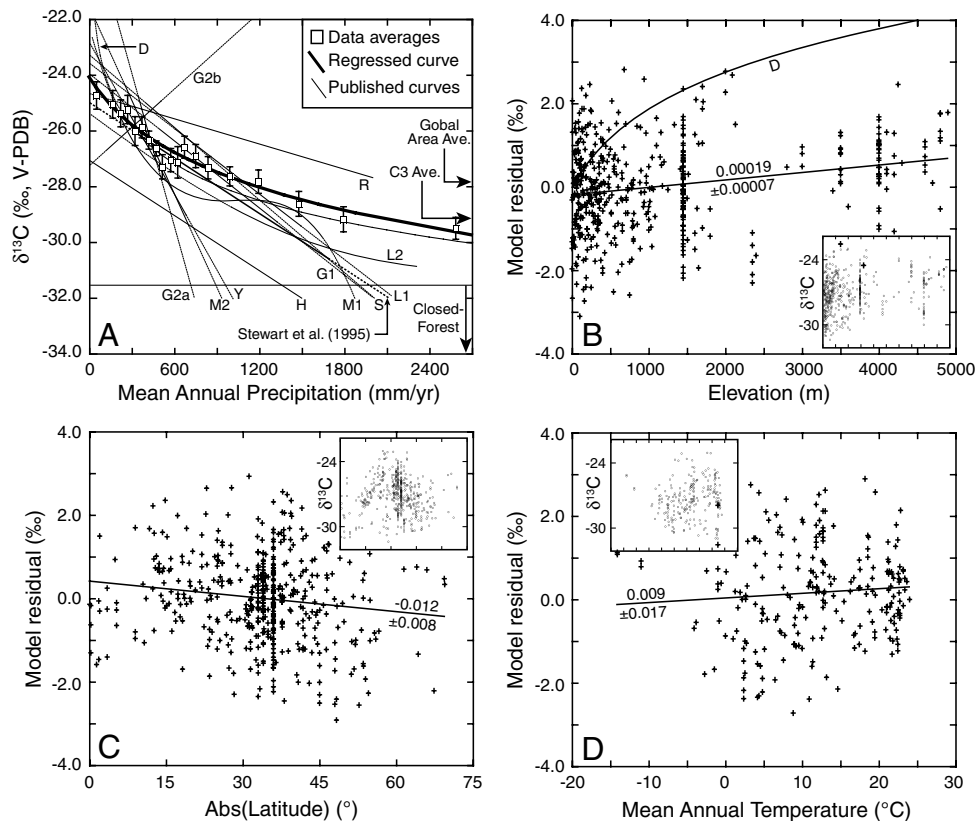 -22.0
-24.0
-26.0
-28.0
-30.0
-32.0
-34.0
δ¹³C (‰, V-PDB)
D
G2b
Data averages
Regressed curve
Published curves
Gobal
Area Ave.
C3 Ave.
R
L2
G1
G2a
M2
Y
H
M1
S
L1
Stewart et al. (1995)
Closed-
Forest
A
0
600
1200
1800
2400
Mean Annual Precipitation (mm/yr)
4.0
2.0
0.0
-2.0
-4.0
Model residual (‰)
D
0.00019
±0.00007
-24
-30
δ¹³C
B
0
1000
2000
3000
4000
5000
Elevation (m)
4.0
2.0
0.0
-2.0
-4.0
Model residual (‰)
-24
-30
δ¹³C
-0.012
±0.008
C
0
15
30
45
60
75
Abs(Latitude) (°)
4.0
2.0
0.0
-2.0
-4.0
Model residual (‰)
-24
-30
δ¹³C
0.009
±0.017
D
-20
-10
0
10
20
30
Mean Annual Temperature (°C)